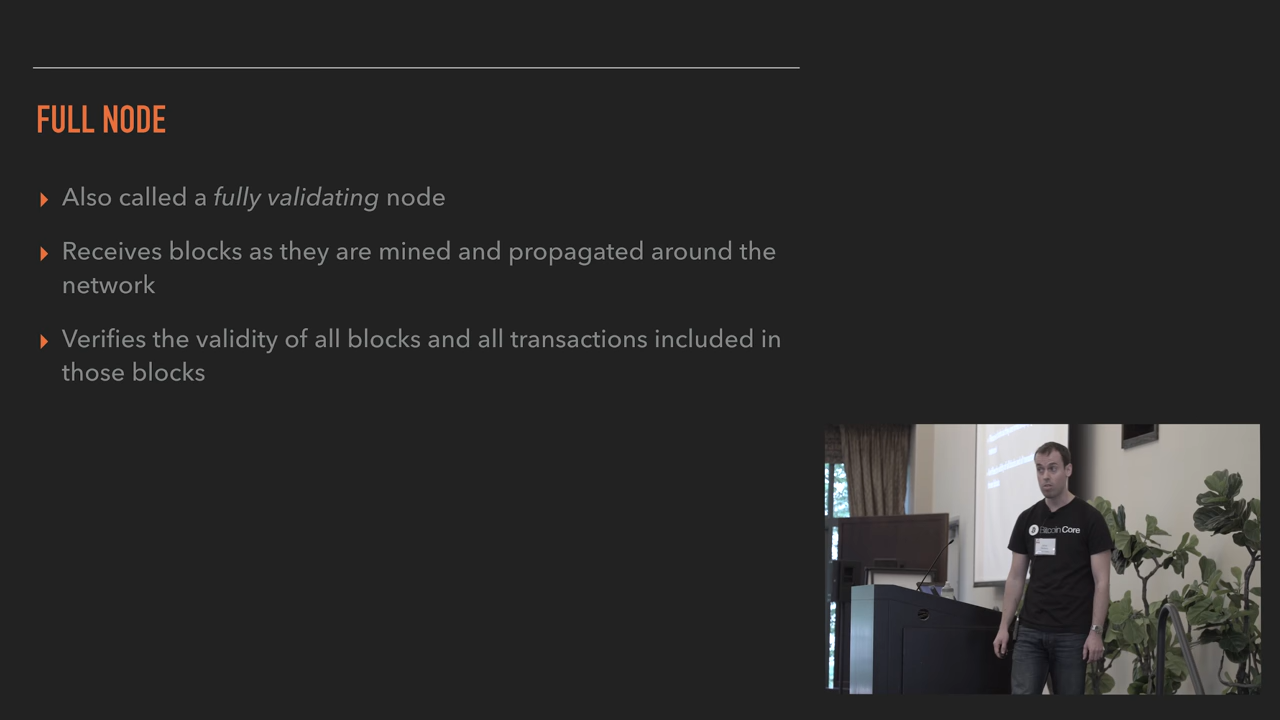 FULL NODE
Also called a fully validating node
Receives blocks as they are mined and propagated around the
network
Verifies the validity of all blocks and all transactions included in
those blocks
Bitcoin Core